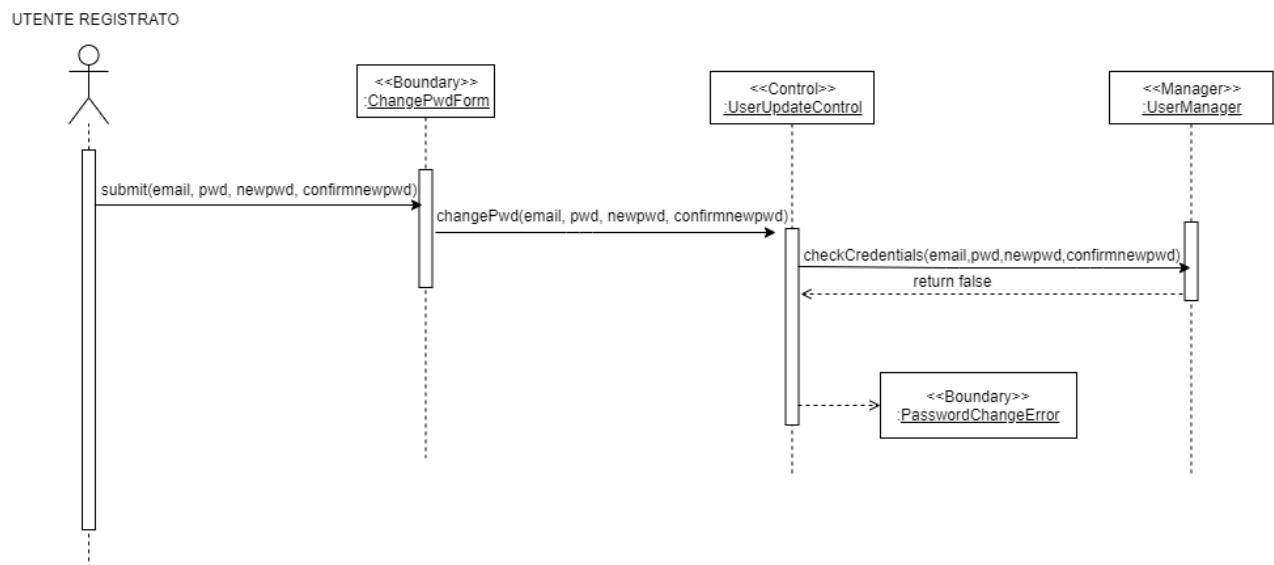 UTENTE REGISTRATO
<<Boundary>>
:ChangePwdForm
<<Control>>
:UserUpdateControl
<<Manager>>
:UserManager
submit(email, pwd, newpwd, confirmnewpwd)
changePwd(email, pwd, newpwd, confirmnewpwd)
checkCredentials(email,pwd,newpwd,confirmnewpwd)
return false
<<Boundary>>
:PasswordChangeError